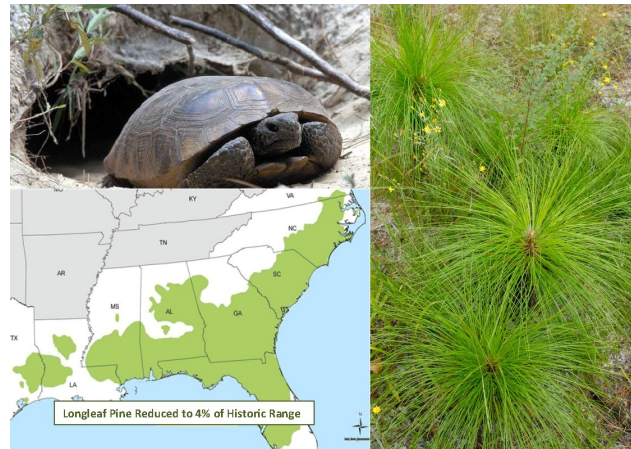 MO
KY
VA
TN
NC
AR
SC
MS
AL
GA
TX
LA
Longleaf Pine Reduced to 4% of Historic Range
N